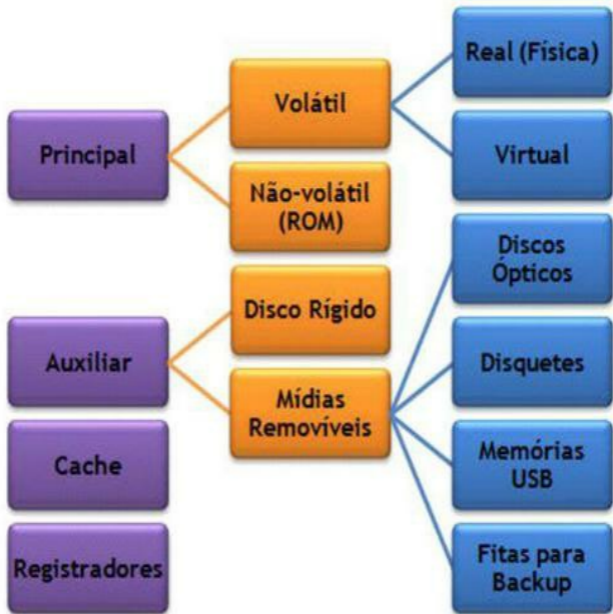 Principal
Volátil
Real (Física)
Virtual
Não-volátil
(ROM)
Auxiliar
Disco Rígido
Mídias
Removíveis
Discos
Ópticos
Disquetes
Memórias
USB
Fitas para
Backup
Cache
Registradores